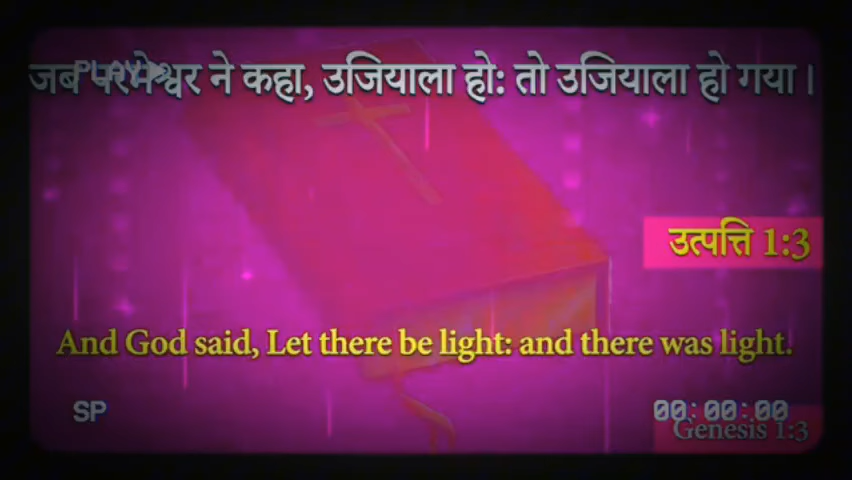 PLAY
जब परमेश्वर ने कहा, उजियाला हो: तो उजियाला हो गया।
उत्पत्ति 1:3
And God said, Let there be light: and there was light.
SP
00:00:00
Genesis 1:3